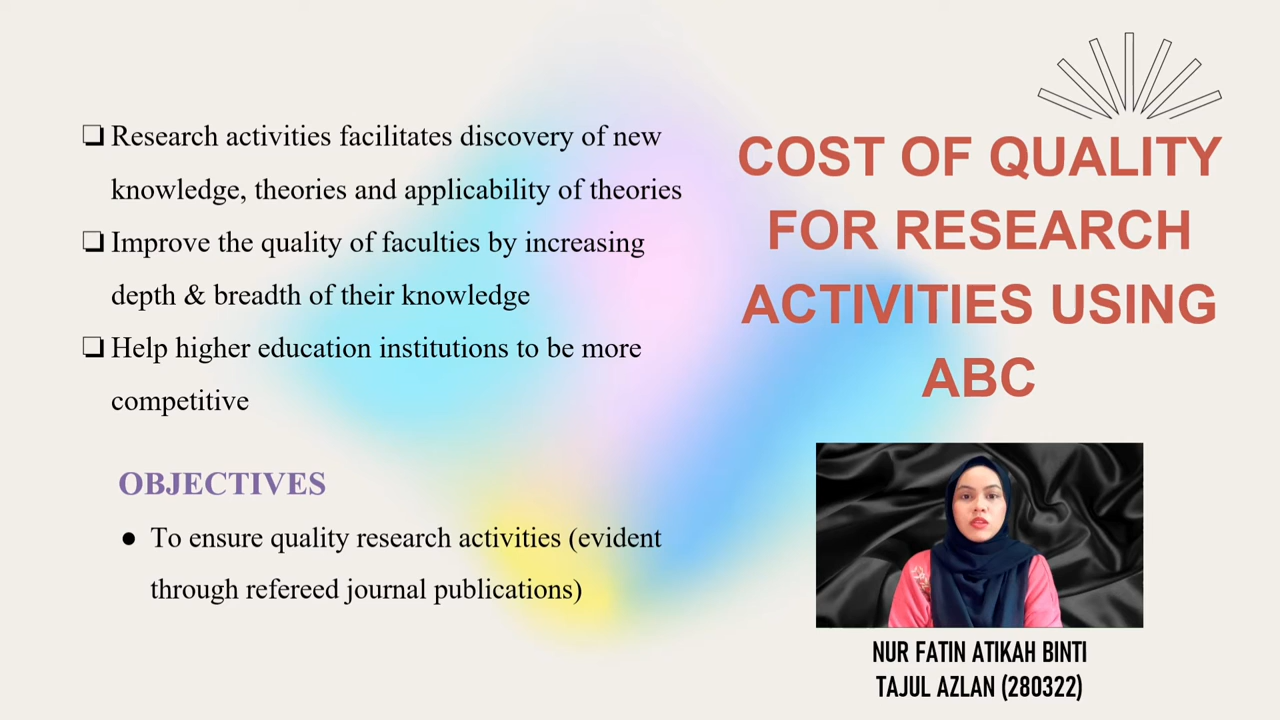 ❏ Research activities facilitates discovery of new
knowledge, theories and applicability of theories
❏ Improve the quality of faculties by increasing
depth & breadth of their knowledge
❏ Help higher education institutions to be more
competitive
OBJECTIVES
● To ensure quality research activities (evident
through refereed journal publications)
COST OF QUALITY
FOR RESEARCH
ACTIVITIES USING
ABC
NUR FATIN ATIKAH BINTI
TAJUL AZLAN (280322)